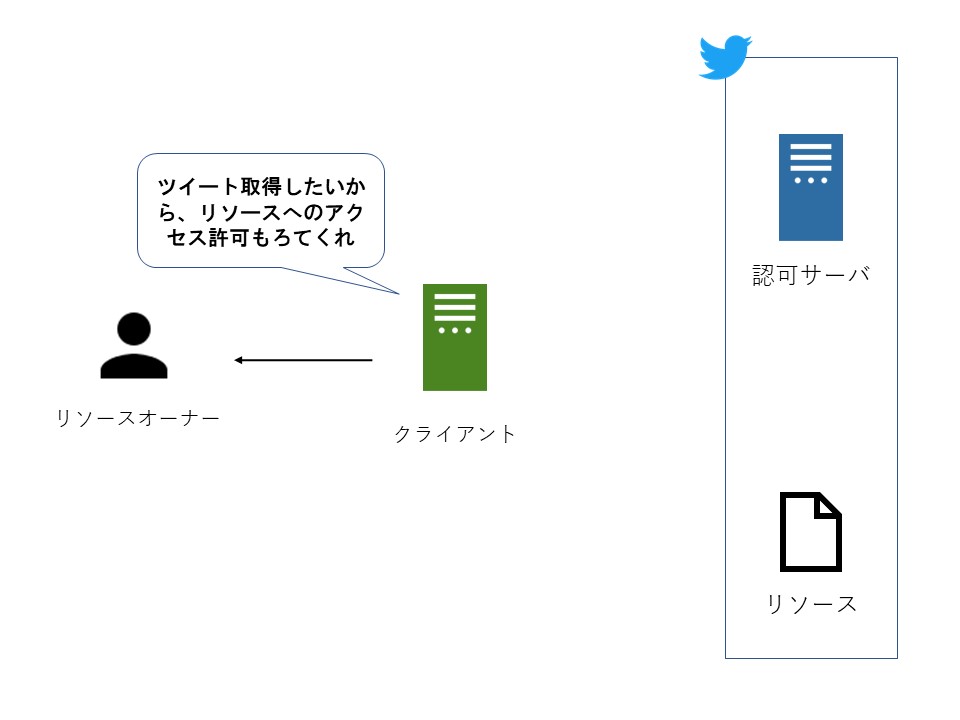 ツイート取得したいか
ら、リソースへのアク
セス許可もろてくれ
認可サーバ
リソースオーナー
クライアント
リソース